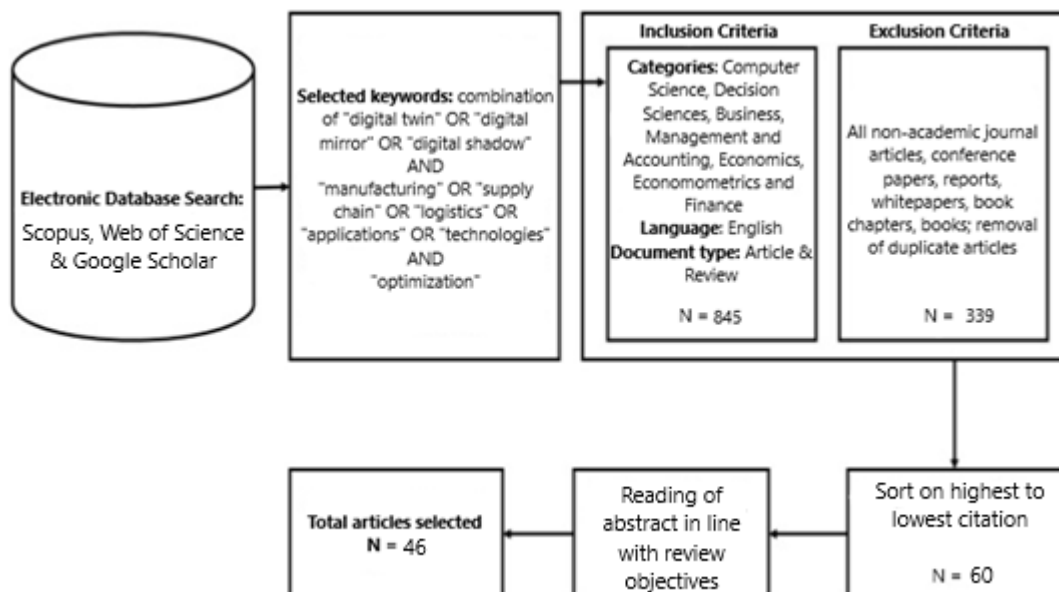 Electronic Database Search:
Scopus, Web of Science
& Google Scholar
Selected keywords: combination
of "digital twin" OR "digital
mirror" OR "digital shadow"
AND
"manufacturing" OR "supply
chain" OR "logistics" OR
"applications" OR "technologies"
AND
"optimization"
Inclusion Criteria
Categories: Computer
Science, Decision
Sciences, Business,
Management and
Accounting, Economics,
Economometrics and
Finance
Language: English
Document type: Article &
Review
N = 845
Exclusion Criteria
All non-academic journal
articles, conference
papers, reports,
whitepapers, book
chapters, books; removal
of duplicate articles
N = 339
Sort on highest to
lowest citation
N = 60
Reading of
abstract in line
with review
objectives
Total articles selected
N = 46